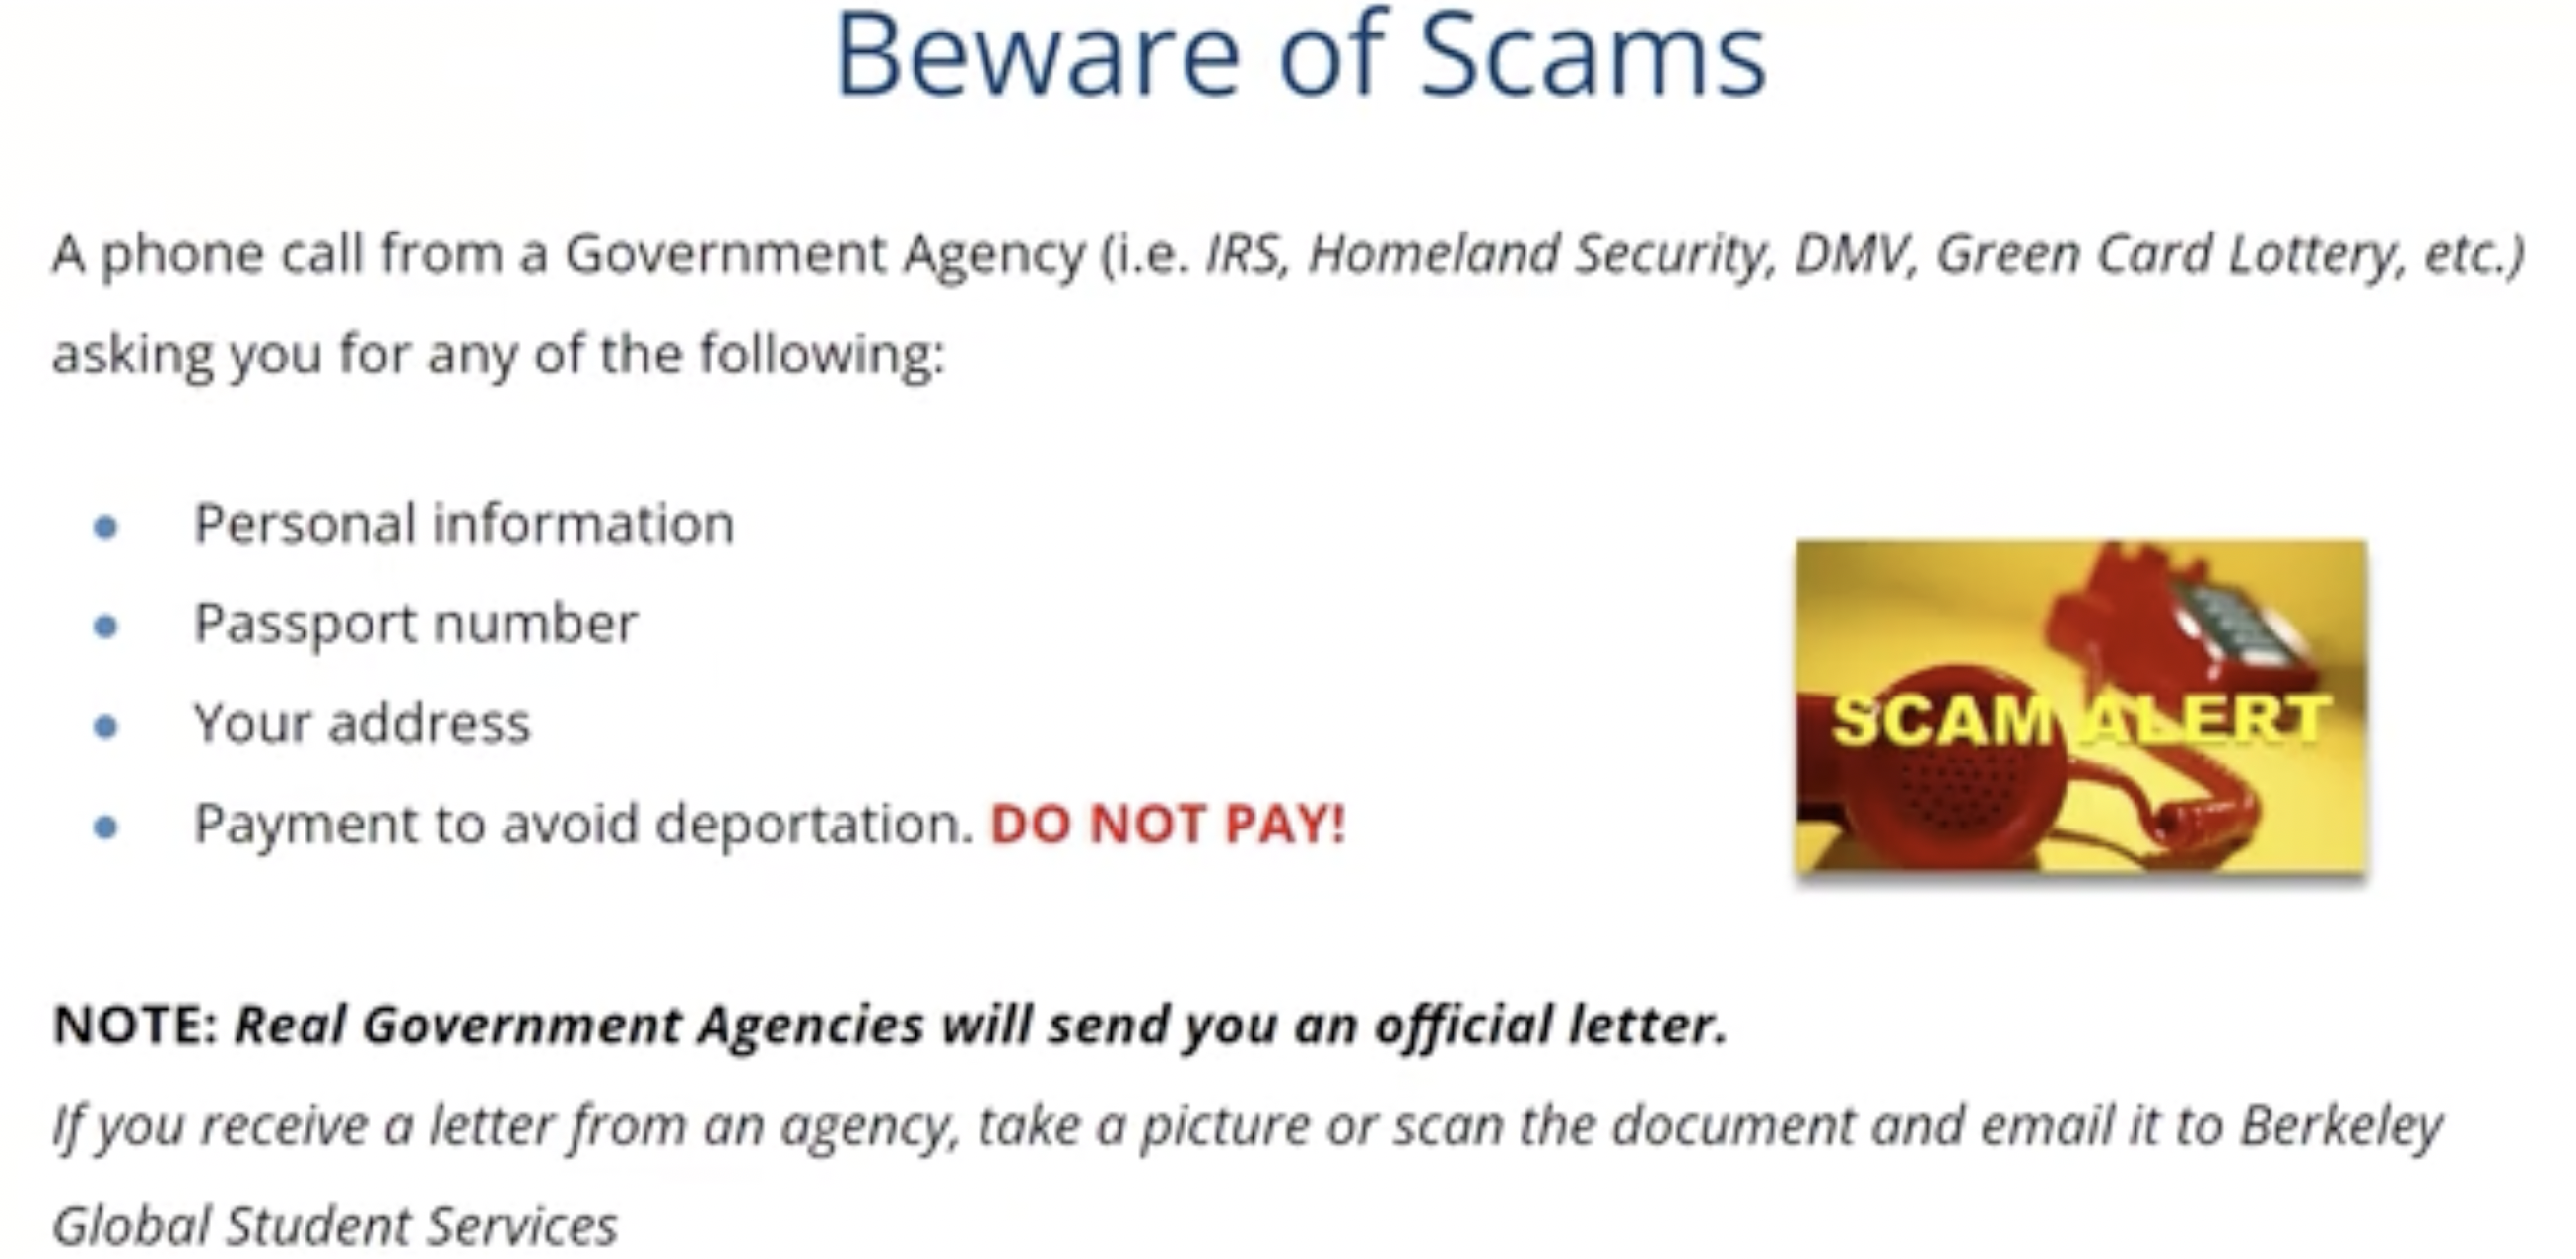 Beware of Scams
A phone call from a Government Agency (i.e. IRS, Homeland Security, DMV, Green Card Lottery, etc.)
asking you for any of the following:
Personal information
Passport number
Your address
Payment to avoid deportation. DO NOT PAY!
SCAM ALERT
NOTE: Real Government Agencies will send you an official letter.
If you receive a letter from an agency, take a picture or scan the document and email it to Berkeley
Global Student Services